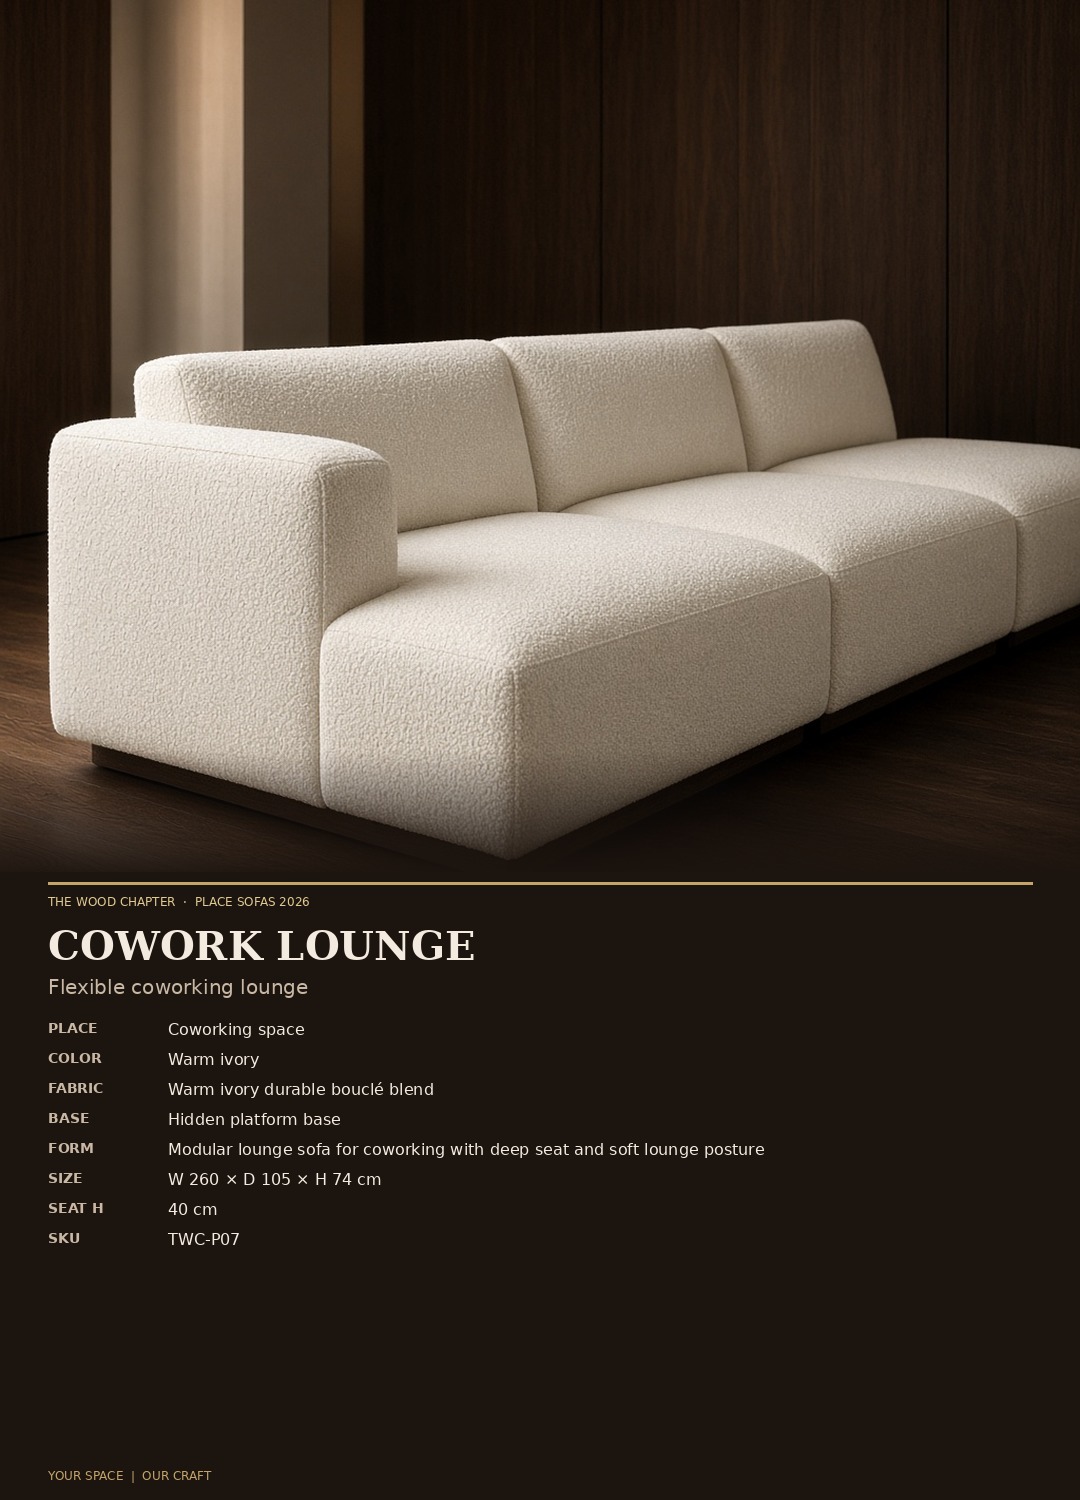 THE WOOD CHAPTER · PLACE SOFAS 2026
COWORK LOUNGE
Flexible coworking lounge
PLACE Coworking space
COLOR Warm ivory
FABRIC Warm ivory durable bouclé blend
BASE Hidden platform base
FORM Modular lounge sofa for coworking with deep seat and soft lounge posture
SIZE W 260 × D 105 × H 74 cm
SEAT H 40 cm
SKU TWC-P07
YOUR SPACE | OUR CRAFT